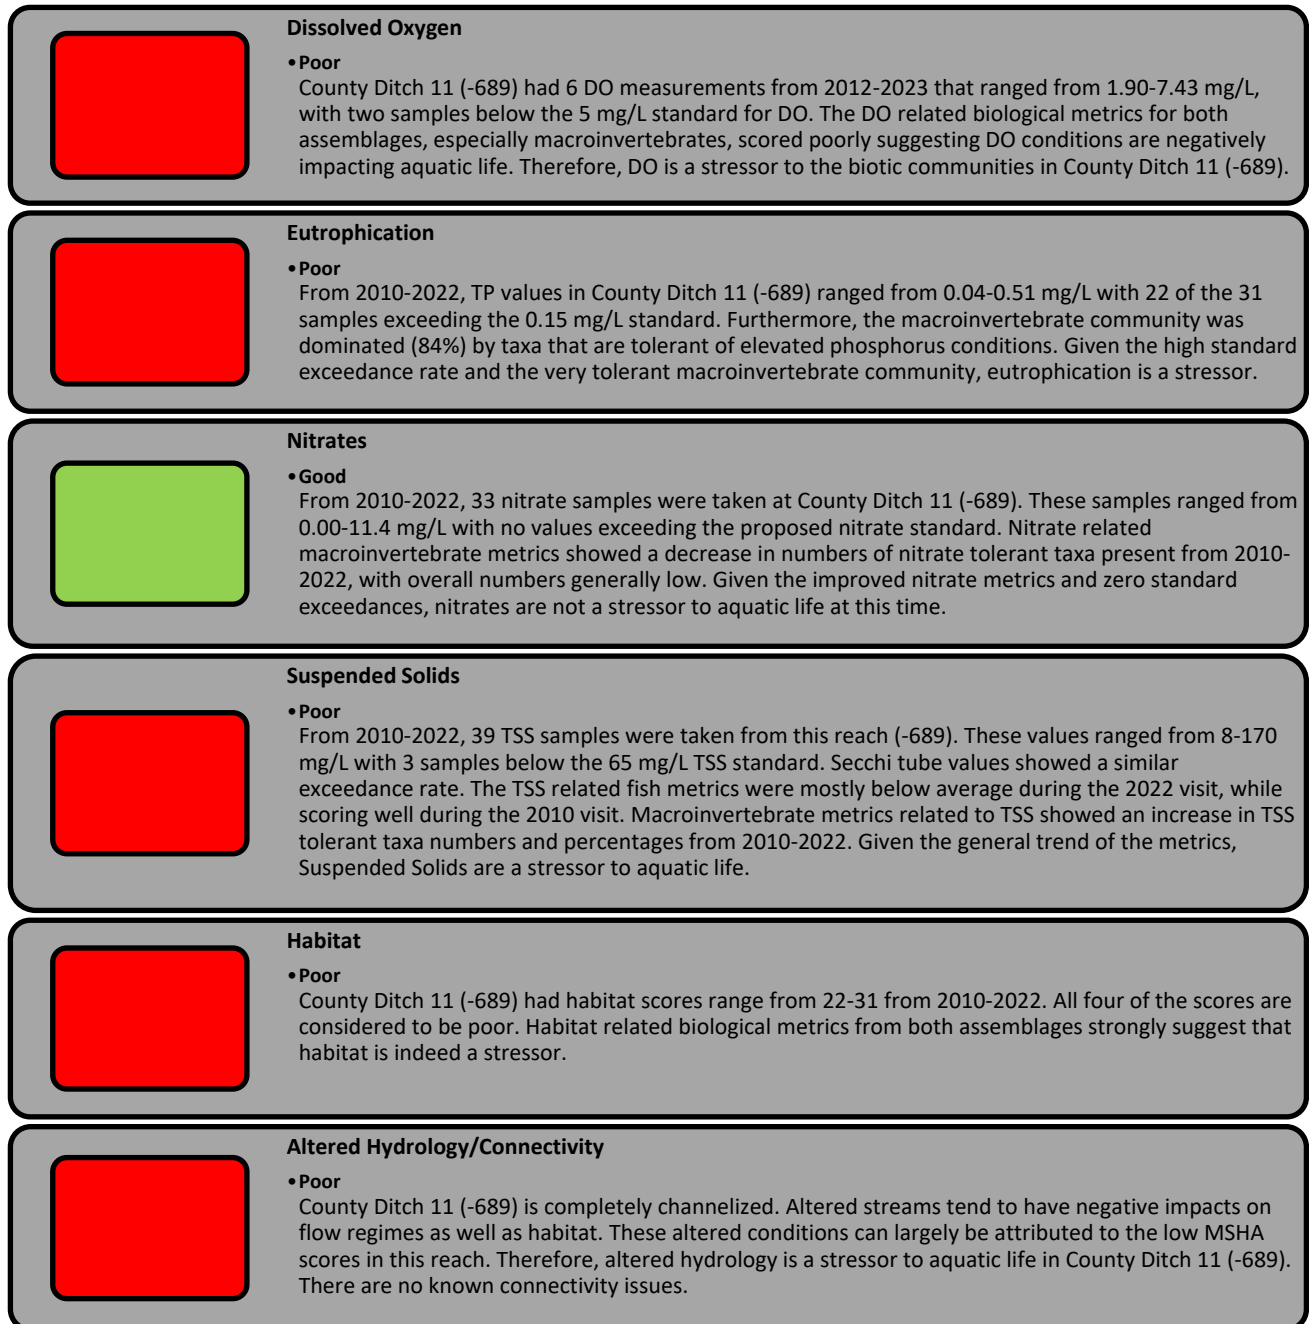 Dissolved Oxygen
•Poor
County Ditch 11 (-689) had 6 DO measurements from 2012-2023 that ranged from 1.90-7.43 mg/L,
with two samples below the 5 mg/L standard for DO. The DO related biological metrics for both
assemblages, especially macroinvertebrates, scored poorly suggesting DO conditions are negatively
impacting aquatic life. Therefore, DO is a stressor to the biotic communities in County Ditch 11 (-689).
Eutrophication
•Poor
From 2010-2022, TP values in County Ditch 11 (-689) ranged from 0.04-0.51 mg/L with 22 of the 31
samples exceeding the 0.15 mg/L standard. Furthermore, the macroinvertebrate community was
dominated (84%) by taxa that are tolerant of elevated phosphorus conditions. Given the high standard
exceedance rate and the very tolerant macroinvertebrate community, eutrophication is a stressor.
Nitrates
•Good
From 2010-2022, 33 nitrate samples were taken at County Ditch 11 (-689). These samples ranged from
0.00-11.4 mg/L with no values exceeding the proposed nitrate standard. Nitrate related
macroinvertebrate metrics showed a decrease in numbers of nitrate tolerant taxa present from 2010-
2022, with overall numbers generally low. Given the improved nitrate metrics and zero standard
exceedances, nitrates are not a stressor to aquatic life at this time.
Suspended Solids
•Poor
From 2010-2022, 39 TSS samples were taken from this reach (-689). These values ranged from 8-170
mg/L with 3 samples below the 65 mg/L TSS standard. Secchi tube values showed a similar
exceedance rate. The TSS related fish metrics were mostly below average during the 2022 visit, while
scoring well during the 2010 visit. Macroinvertebrate metrics related to TSS showed an increase in TSS
tolerant taxa numbers and percentages from 2010-2022. Given the general trend of the metrics,
Suspended Solids are a stressor to aquatic life.
Habitat
•Poor
County Ditch 11 (-689) had habitat scores range from 22-31 from 2010-2022. All four of the scores are
considered to be poor. Habitat related biological metrics from both assemblages strongly suggest that
habitat is indeed a stressor.
Altered Hydrology/Connectivity
•Poor
County Ditch 11 (-689) is completely channelized. Altered streams tend to have negative impacts on
flow regimes as well as habitat. These altered conditions can largely be attributed to the low MSHA
scores in this reach. Therefore, altered hydrology is a stressor to aquatic life in County Ditch 11 (-689).
There are no known connectivity issues.